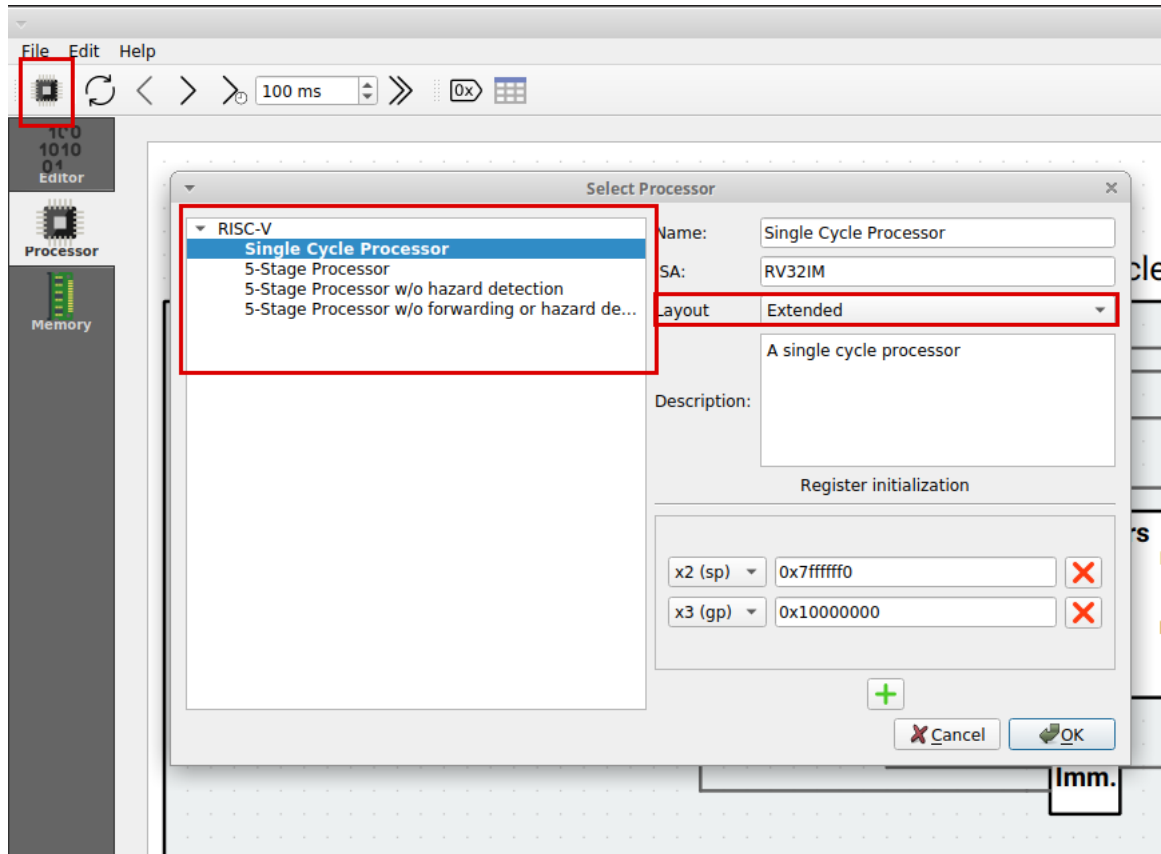 File Edit Help
100 ms
0x
1010
Editor
Select Processor
RISC-V
Name: Single Cycle Processor
Single Cycle Processor
5-Stage Processor
Processor
ISA: RV32IM
5-Stage Processor w/o hazard detection
5-Stage Processor w/o forwarding or hazard de...
Layout Extended
Memory
A single cycle processor
Description:
Register initialization
x2 (sp) 0x7ffffff0
x3 (gp) 0x10000000
Cancel OK
Imm.